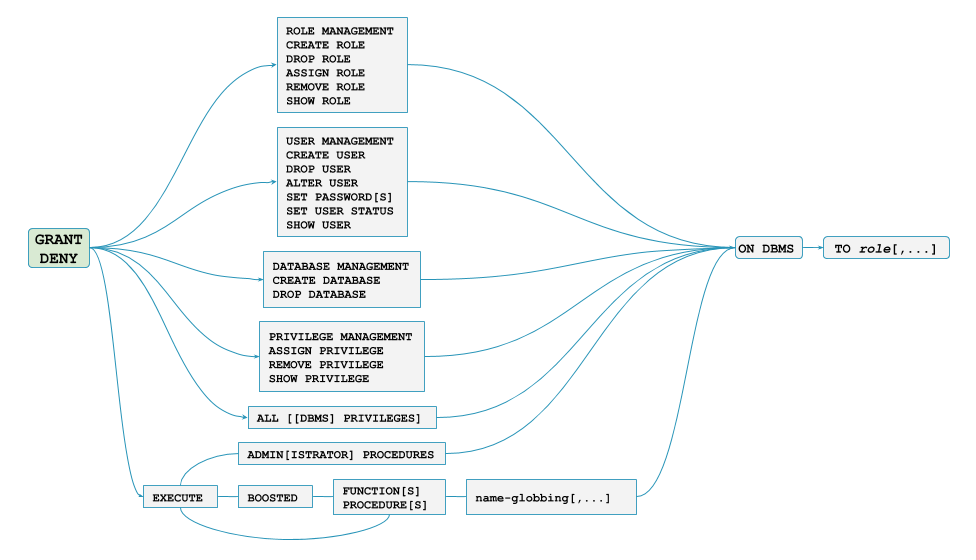 GRANT
DENY
ROLE MANAGEMENT
CREATE ROLE
DROP ROLE
ASSIGN ROLE
REMOVE ROLE
SHOW ROLE
USER MANAGEMENT
CREATE USER
DROP USER
ALTER USER
SET PASSWORD[S]
SET USER STATUS
SHOW USER
DATABASE MANAGEMENT
CREATE DATABASE
DROP DATABASE
PRIVILEGE MANAGEMENT
ASSIGN PRIVILEGE
REMOVE PRIVILEGE
SHOW PRIVILEGE
ALL [[DBMS] PRIVILEGES]
ADMIN[ISTRATOR] PROCEDURES
EXECUTE
BOOSTED
FUNCTION[S]
PROCEDURE[S]
name-globbing[,...]
ON DBMS
TO role[,...]